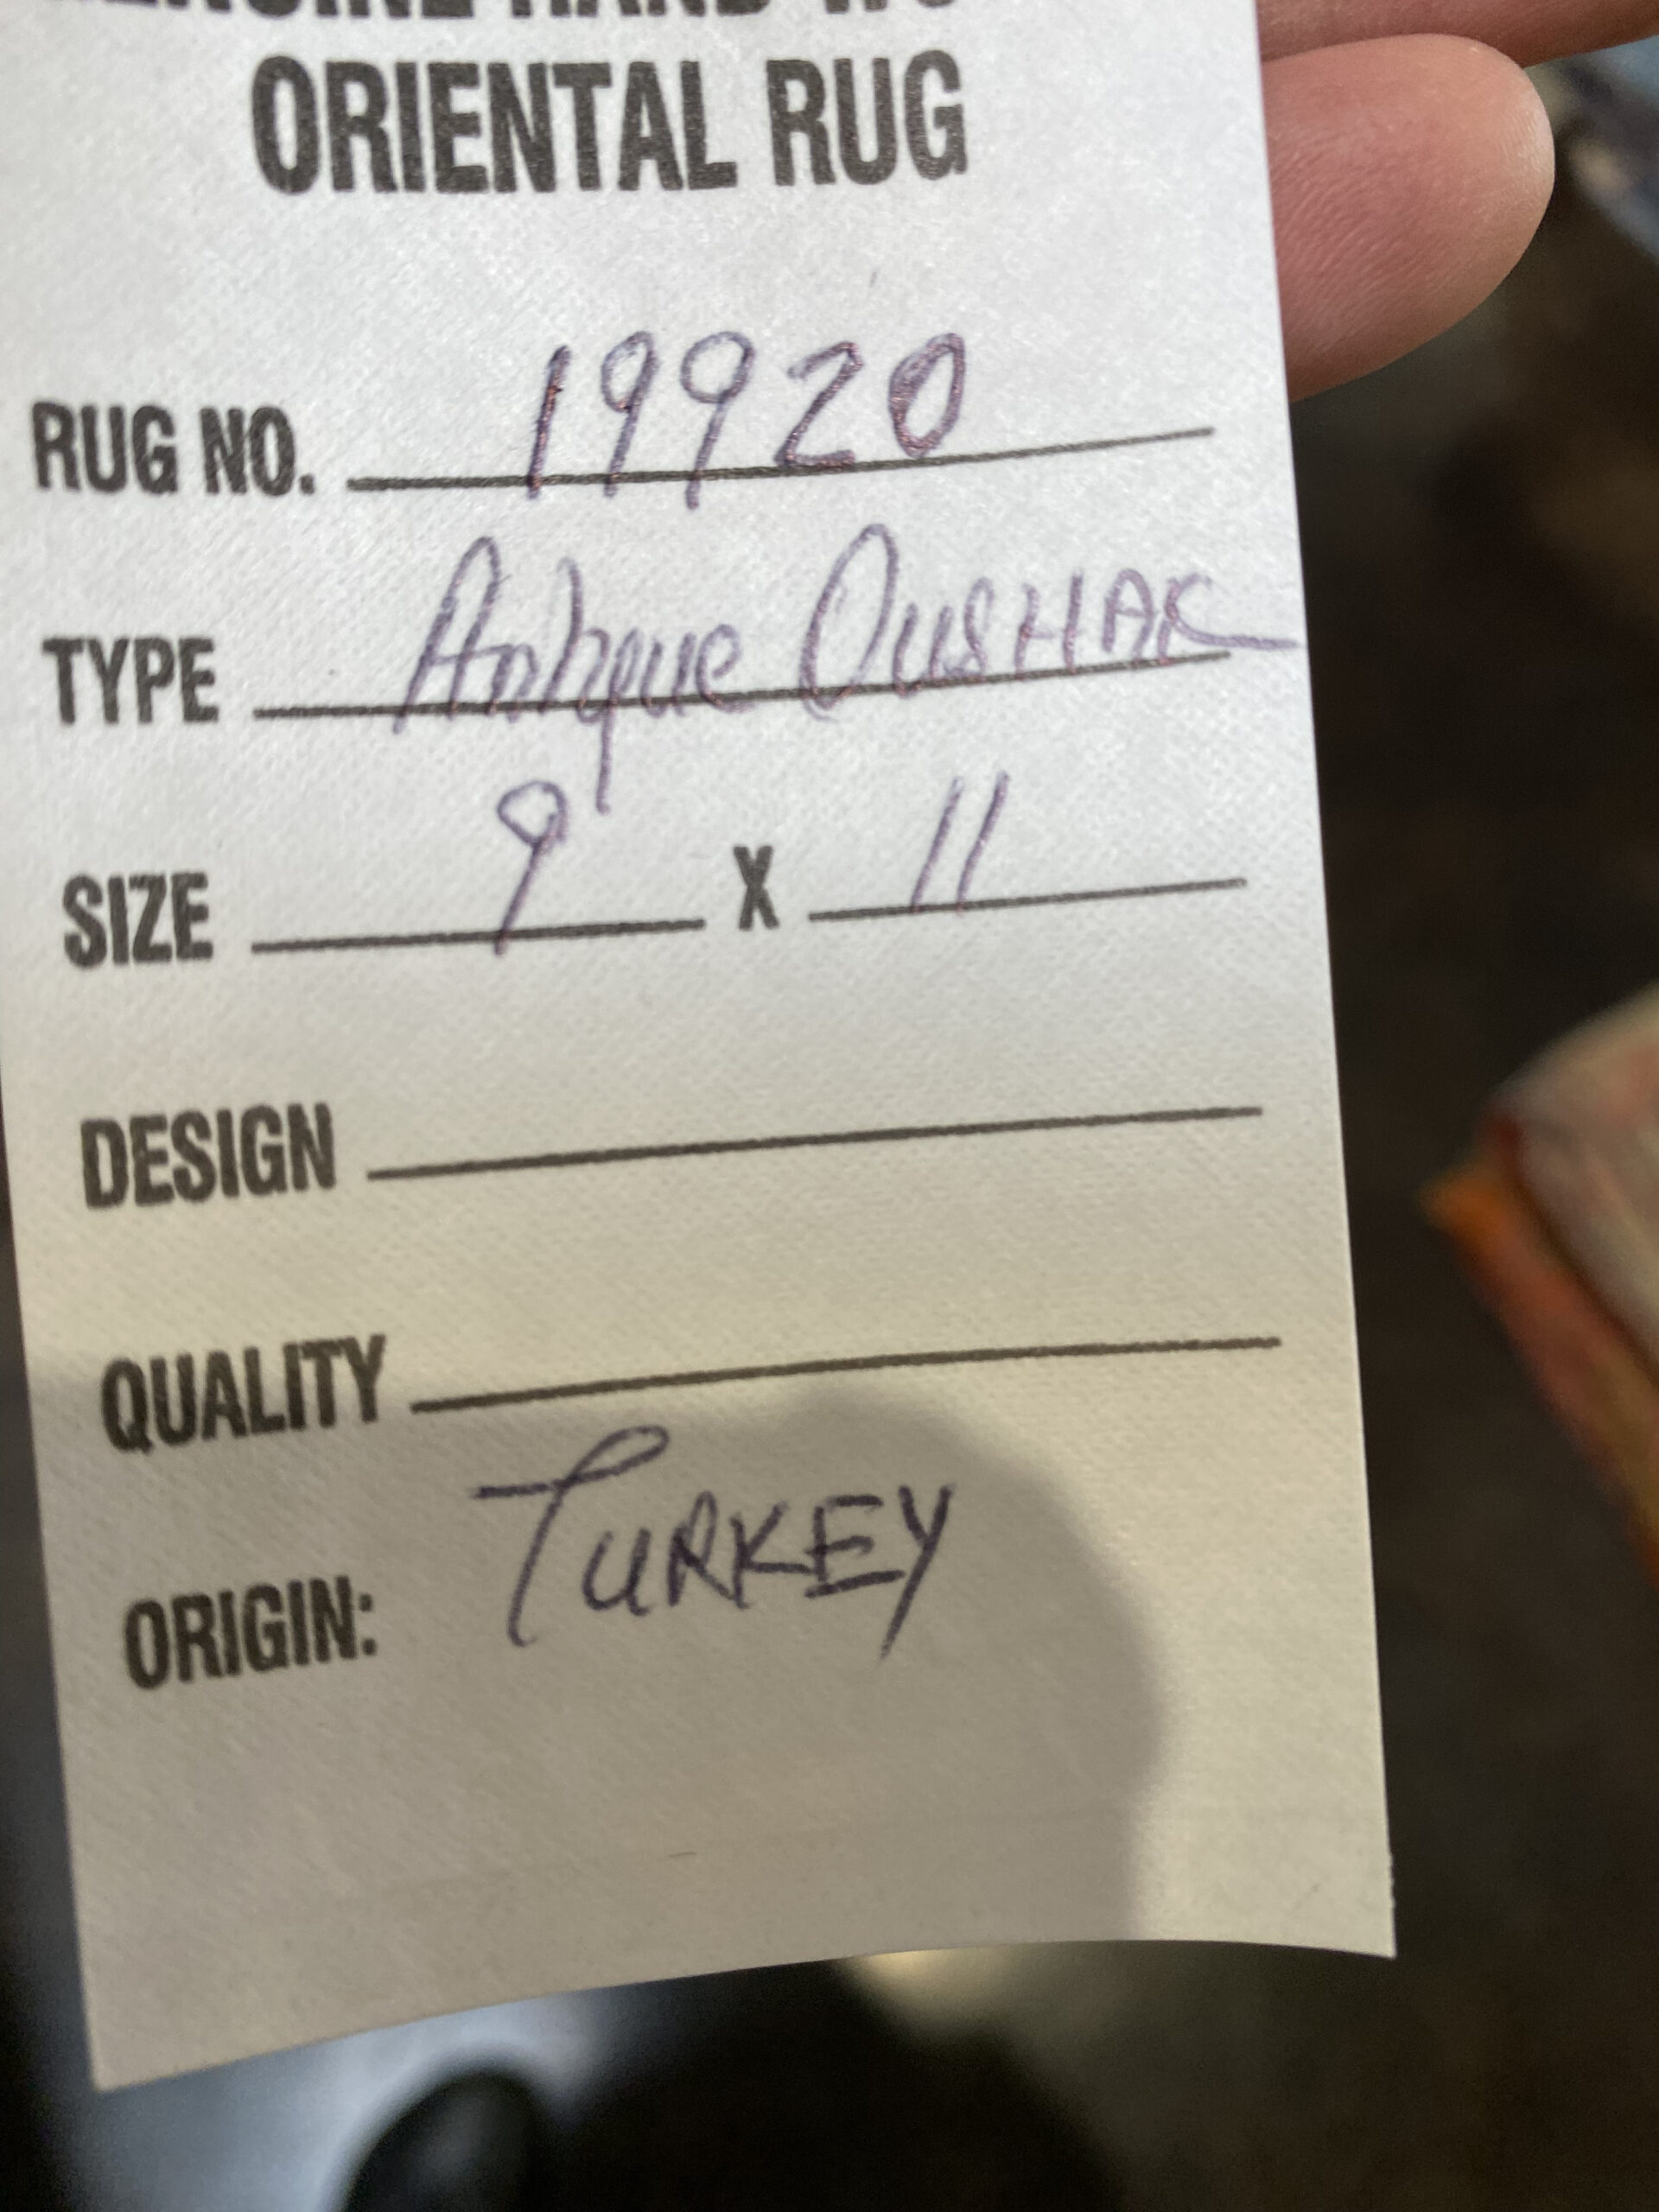 ORIENTAL RUG
RUG NO. 19920
TYPE Antique OUSHAK
SIZE 9 X 11
DESIGN
QUALITY
ORIGIN: TURKEY